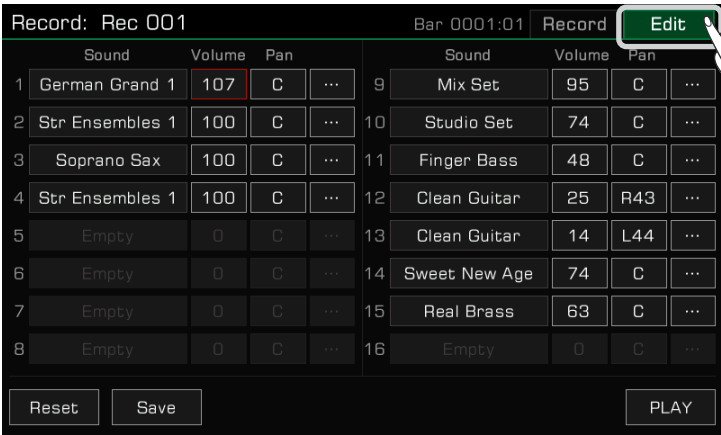 Record: Rec 001 Bar 0001:01 Record Edit
Sound Volume Pan Sound Volume Pan
1 German Grand 1 107 C ... 9 Mix Set 95 C ...
2 Str Ensembles 1 100 C ... 10 Studio Set 74 C ...
3 Soprano Sax 100 C ... 11 Finger Bass 48 C ...
4 Str Ensembles 1 100 C ... 12 Clean Guitar 25 R43 ...
5 Empty 0 C ... 13 Clean Guitar 14 L44 ...
6 Empty 0 C ... 14 Sweet New Age 74 C ...
7 Empty 0 C ... 15 Real Brass 63 C ...
8 Empty 0 C ... 16 Empty 0 C ...
Reset Save PLAY